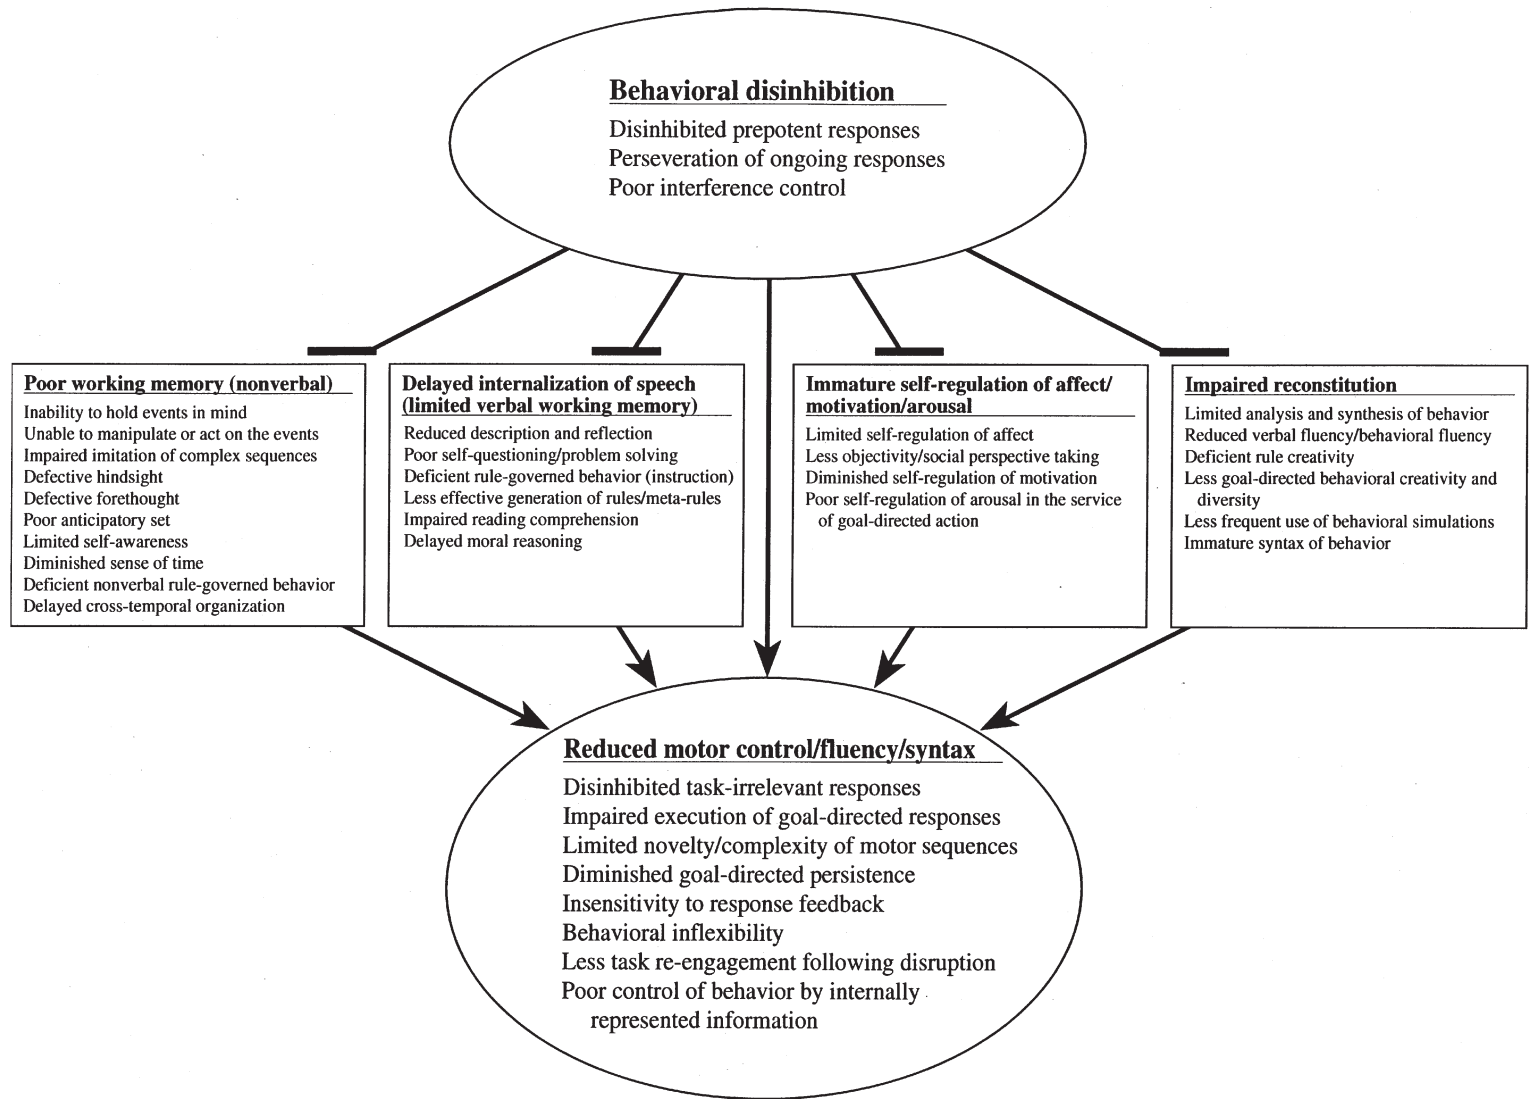 Behavioral disinhibition
Disinhibited prepotent responses
Perseveration of ongoing responses
Poor interference control
Poor working memory (nonverbal)
Inability to hold events in mind
Unable to manipulate or act on the events
Impaired imitation of complex sequences
Defective hindsight
Defective forethought
Poor anticipatory set
Limited self-awareness
Diminished sense of time
Deficient nonverbal rule-governed behavior
Delayed cross-temporal organization
Delayed internalization of speech
(limited verbal working memory)
Reduced description and reflection
Poor self-questioning/problem solving
Deficient rule-governed behavior (instruction)
Less effective generation of rules/meta-rules
Impaired reading comprehension
Delayed moral reasoning
Immature self-regulation of affect/
motivation/arousal
Limited self-regulation of affect
Less objectivity/social perspective taking
Diminished self-regulation of motivation
Poor self-regulation of arousal in the service
of goal-directed action
Impaired reconstitution
Limited analysis and synthesis of behavior
Reduced verbal fluency/behavioral fluency
Deficient rule creativity
Less goal-directed behavioral creativity and
diversity
Less frequent use of behavioral simulations
Immature syntax of behavior
Reduced motor control/fluency/syntax
Disinhibited task-irrelevant responses
Impaired execution of goal-directed responses
Limited novelty/complexity of motor sequences
Diminished goal-directed persistence
Insensitivity to response feedback
Behavioral inflexibility
Less task re-engagement following disruption
Poor control of behavior by internally
represented information